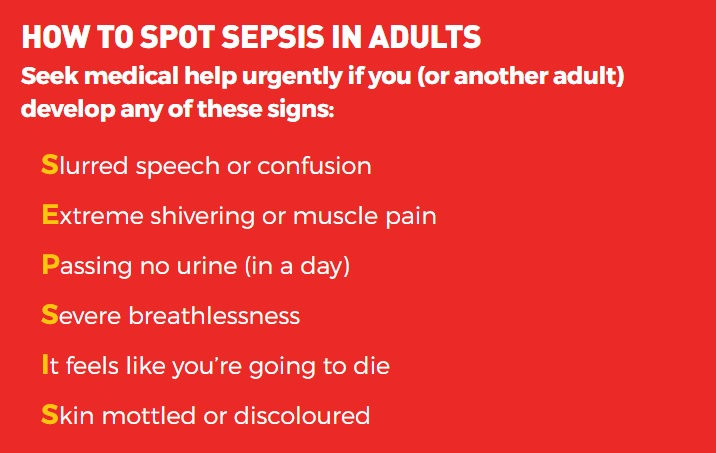 HOW TO SPOT SEPSIS IN ADULTS
Seek medical help urgently if you (or another adult)
develop any of these signs:
Slurred speech or confusion
Extreme shivering or muscle pain
Passing no urine (in a day)
Severe breathlessness
It feels like you’re going to die
Skin mottled or discoloured